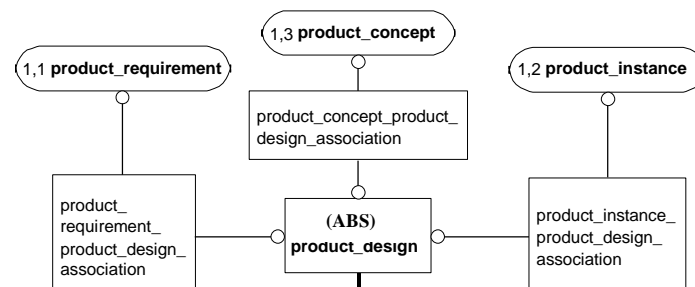 1,3 product_concept
1,1 product_requirement
1,2 product_instance
product_concept_product_
design_association
product_
requirement_
product_design_
association
(ABS)
product_design
product_instance_
product_design_
association